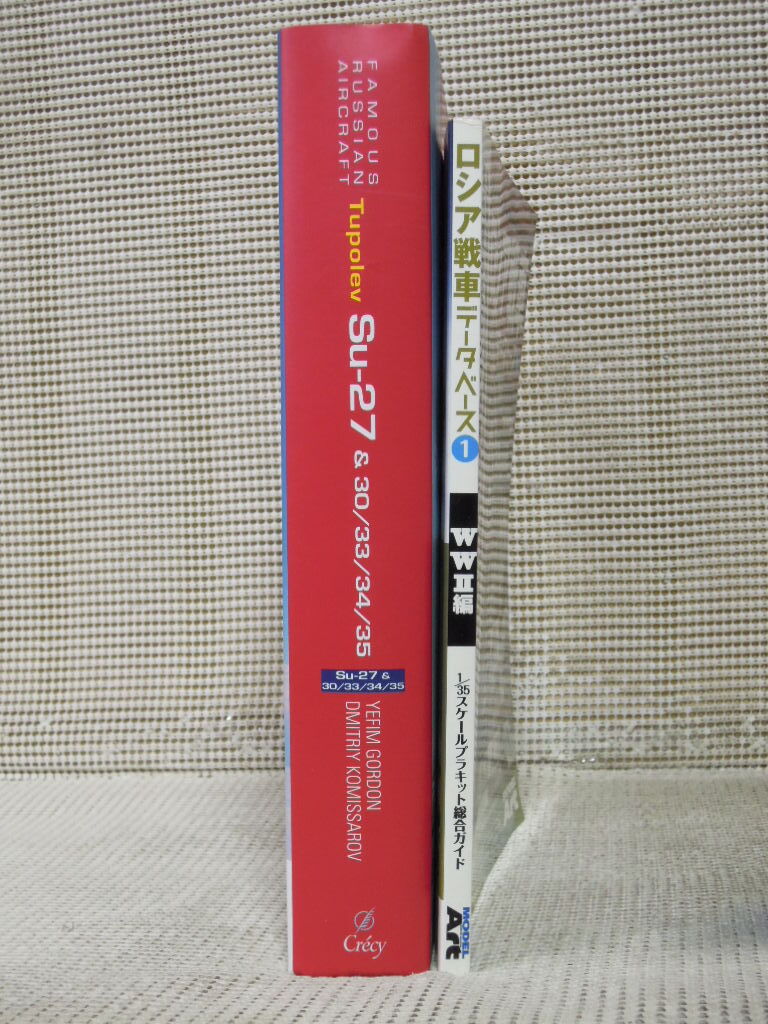 FAMOUS
RUSSIAN
AIRCRAFT
Tupolev Su-27 & 30/33/34/35
Su-27 &
30/33/34/35
YEFIM GORDON
DMITRIY KOMISSAROV
Crécy
ロシア戦車データベース1
WWII編
1/35スケールプラキット総合ガイド
MODEL
Art